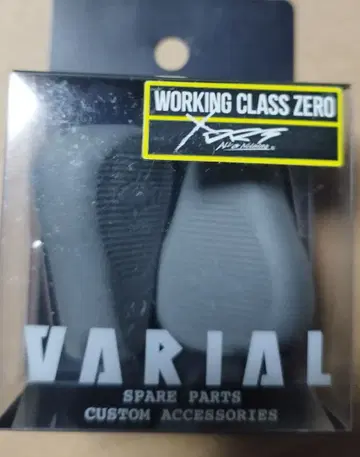 WORKING CLASS ZERO
VARIAL
SPARE PARTS
CUSTOM ACCESSORIES